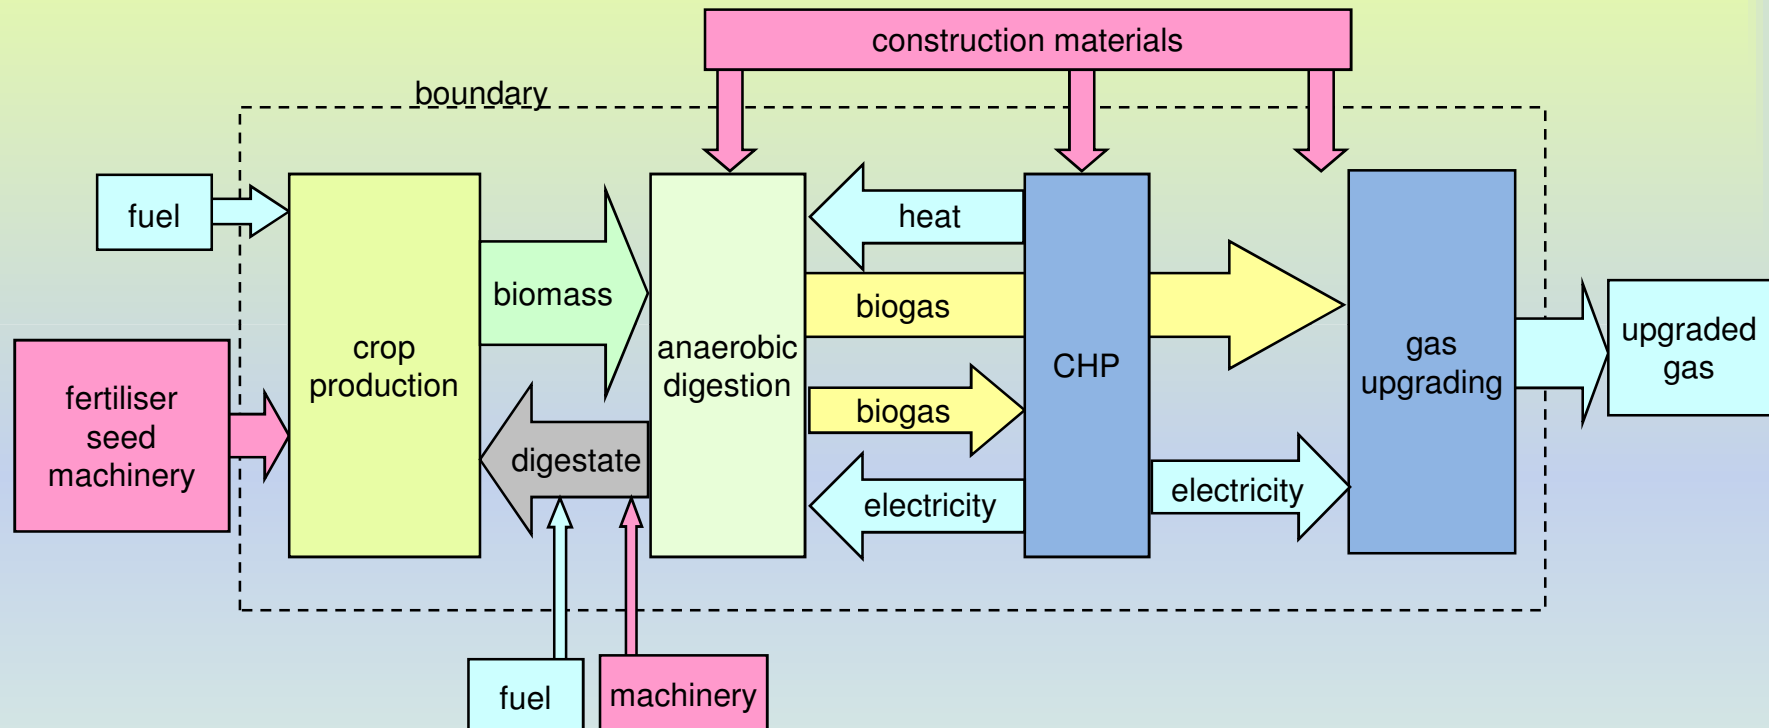 construction materials
boundary
fuel
heat
biomass
biogas
crop
production
anaerobic
digestion
CHP
gas
upgrading
upgraded
gas
fertiliser
seed
machinery
biogas
digestate
electricity
electricity
fuel
machinery